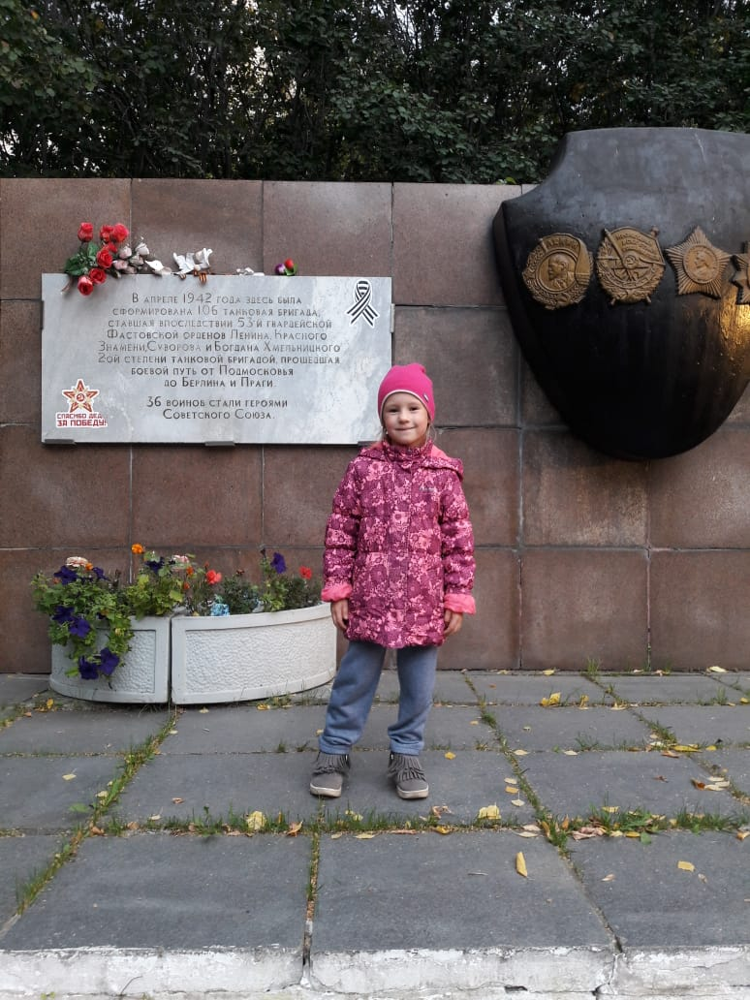 В апреле 1942 года здесь была
сформирована 106 танковая бригада,
ставшая впоследствии 53‘й гвардейской
Фастовской орденов Ленина, Красного
Знамени, Суворова и Богдана Хмельницкого
2ой степени танковой бригадой, прошедшая
боевой путь от Подмосковья
до Берлина и Праги.
36 воинов стали героями
Советского Союза.
СПАСИБО ДЕД
ЗА ПОБЕДУ!
ЛЕНИН